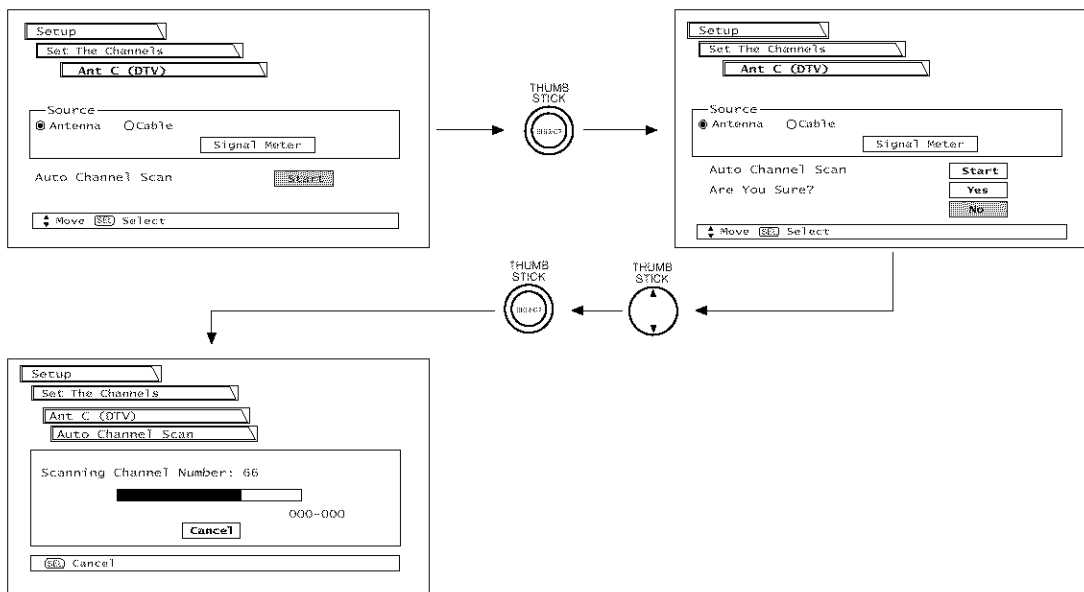 Setup
Set The Channels
Ant C (DTV)
Source
Antenna Cable
Signal Meter
Auto Channel Scan Start
Move SEL Select
THUMB
STICK
SELECT
Setup
Set The Channels
Ant C (DTV)
Source
Antenna Cable
Signal Meter
Auto Channel Scan Start
Are You Sure? Yes
No
Move SEL Select
THUMB
STICK
THUMB
STICK
SELECT
Setup
Set The Channels
Ant C (DTV)
Auto Channel Scan
Scanning Channel Number: 66
000-000
Cancel
SEL Cancel